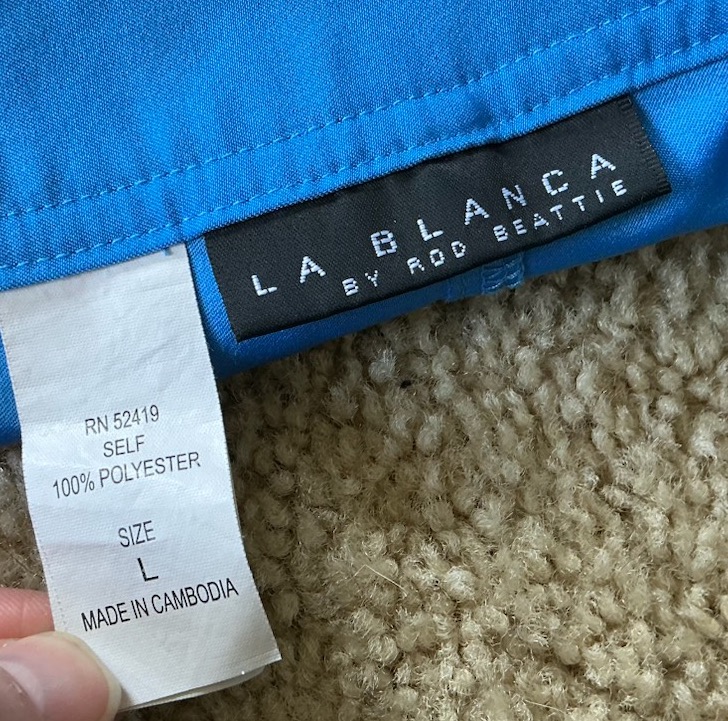 LA BLANCA
BY ROD BEATTIE
RN 52419
SELF
100% POLYESTER
SIZE
L
MADE IN CAMBODIA